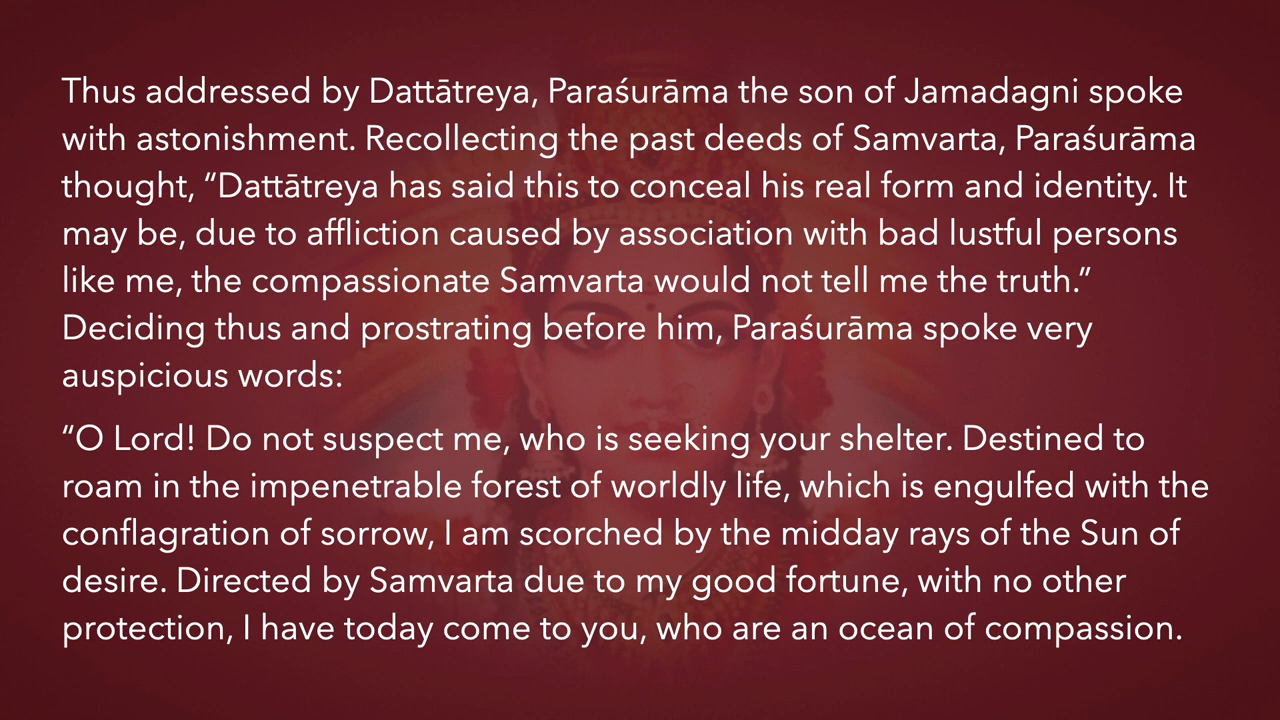 Thus addressed by Dattātreya, Paraśurāma the son of Jamadagni spoke
with astonishment. Recollecting the past deeds of Samvarta, Paraśurāma
thought, “Dattātreya has said this to conceal his real form and identity. It
may be, due to affliction caused by association with bad lustful persons
like me, the compassionate Samvarta would not tell me the truth.”
Deciding thus and prostrating before him, Paraśurāma spoke very
auspicious words:
“O Lord! Do not suspect me, who is seeking your shelter. Destined to
roam in the impenetrable forest of worldly life, which is engulfed with the
conflagration of sorrow, I am scorched by the midday rays of the Sun of
desire. Directed by Samvarta due to my good fortune, with no other
protection, I have today come to you, who are an ocean of compassion.